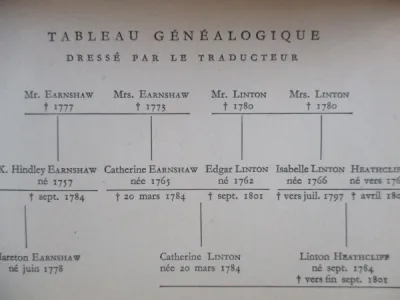 TABLEAU GÉNÉALOGIQUE
DRESSÉ PAR LE TRADUCTEUR
Mr. EARNSHAW Mrs. EARNSHAW Mr. LINTON Mrs. LINTON
† 1777 † 1773 † 1780 † 1780
K. Hindley EARNSHAW Catherine EARNSHAW Edgar LINTON Isabelle LINTON HEATHCLIFF
né 1757 née 1765 né 1762 née 1766 né vers 176
† sept. 1784 † 20 mars 1784 † sept. 1801 † vers juil. 1797 † avril 180
Hareton EARNSHAW Catherine LINTON Linton HEATHCLIFF
né juin 1778 née 20 mars 1784 né sept. 1784
† vers fin sept. 1801